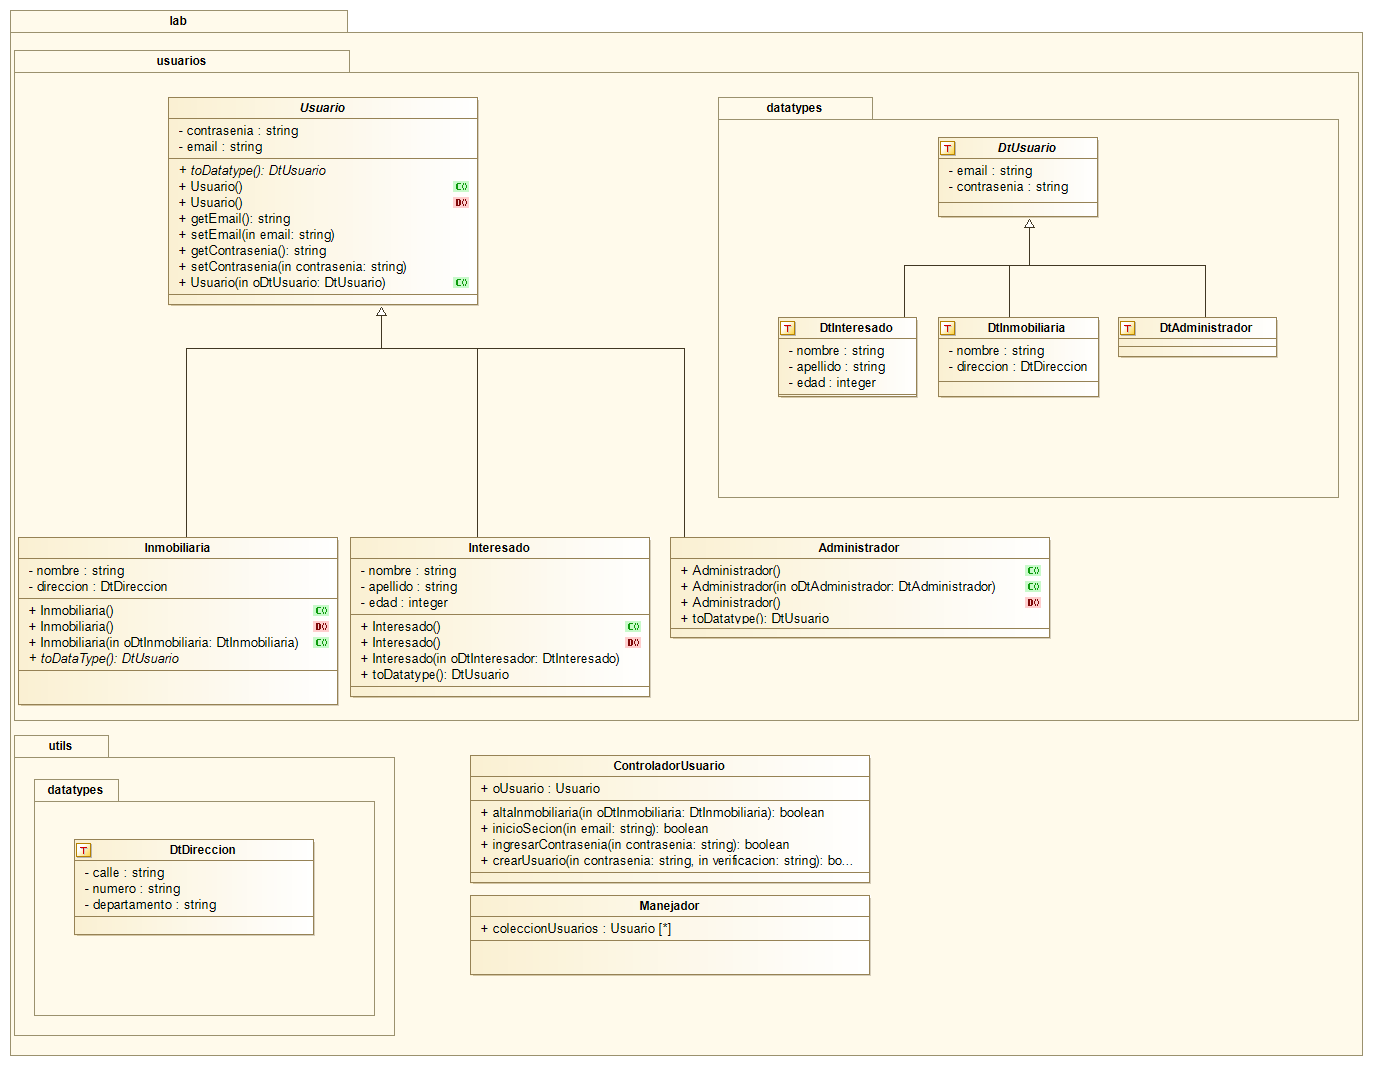 lab
usuarios
Usuario
- contrasenia : string
- email : string
+ toDatatype(): DtUsuario
+ Usuario() C()
+ Usuario() D()
+ getEmail(): string
+ setEmail(in email: string)
+ getContrasenia(): string
+ setContrasenia(in contrasenia: string)
+ Usuario(in oDtUsuario: DtUsuario) C()
datatypes
T DtUsuario
- email : string
- contrasenia : string
T DtInteresado
- nombre : string
- apellido : string
- edad : integer
T DtInmobiliaria
- nombre : string
- direccion : DtDireccion
T DtAdministrador
Inmobiliaria
- nombre : string
- direccion : DtDireccion
+ Inmobiliaria() C()
+ Inmobiliaria() D()
+ Inmobiliaria(in oDtInmobiliaria: DtInmobiliaria) C()
+ toDataType(): DtUsuario
Interesado
- nombre : string
- apellido : string
- edad : integer
+ Interesado() C()
+ Interesado() D()
+ Interesado(in oDtInteresador: DtInteresado)
+ toDatatype(): DtUsuario
Administrador
+ Administrador() C()
+ Administrador(in oDtAdministrador: DtAdministrador) C()
+ Administrador() D()
+ toDatatype(): DtUsuario
utils
datatypes
T DtDireccion
- calle : string
- numero : string
- departamento : string
ControladorUsuario
+ oUsuario : Usuario
+ altaInmobiliaria(in oDtInmobiliaria: DtInmobiliaria): boolean
+ inicioSecion(in email: string): boolean
+ ingresarContrasenia(in contrasenia: string): boolean
+ crearUsuario(in contrasenia: string, in verificacion: string): bo...
Manejador
+ coleccionUsuarios : Usuario [*]